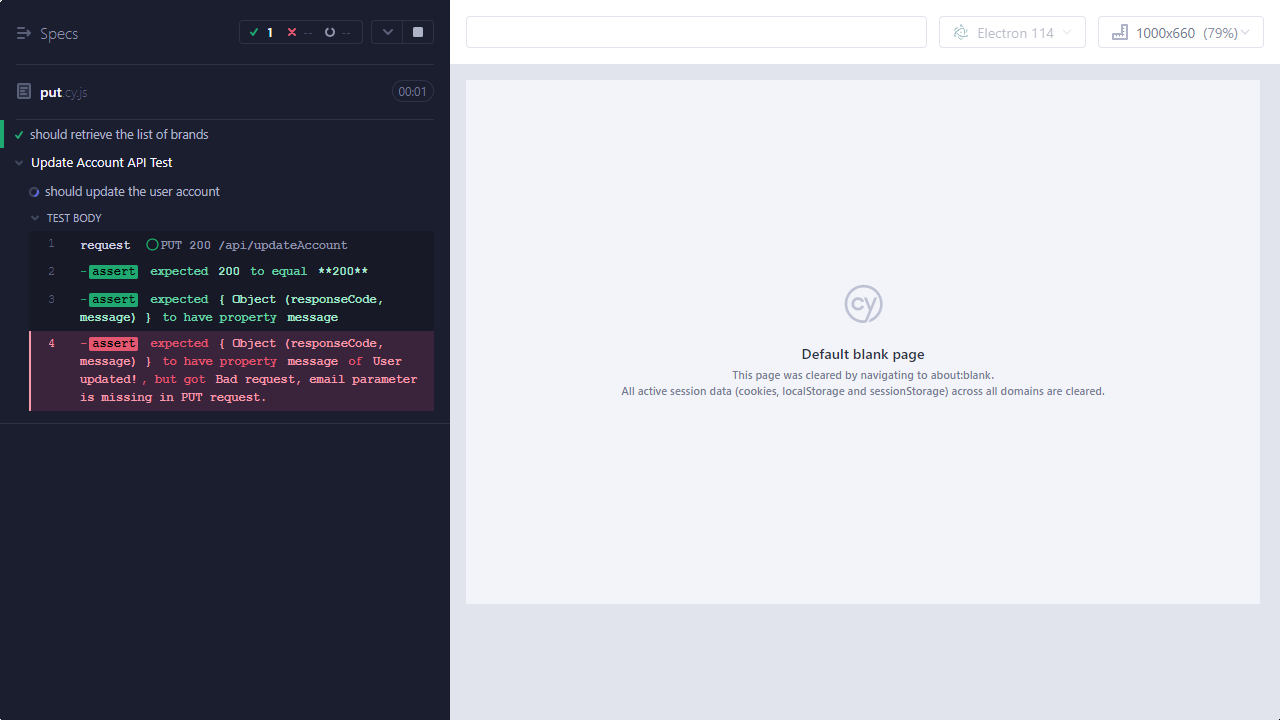 Specs
1 -- --
put.cy.js
00:01
should retrieve the list of brands
Update Account API Test
should update the user account
TEST BODY
1 request PUT 200 /api/updateAccount
2 -assert expected 200 to equal **200**
3 -assert expected { Object (responseCode,
message) } to have property message
4 -assert expected { Object (responseCode,
message) } to have property message of User
updated!, but got Bad request, email parameter
is missing in PUT request.
Electron 114
1000x660 (79%)
cy
Default blank page
This page was cleared by navigating to about:blank.
All active session data (cookies, localStorage and sessionStorage) across all domains are cleared.